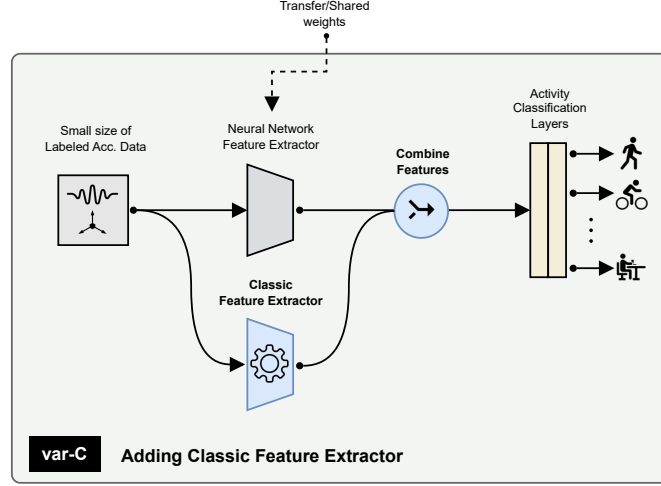 Transfer/Shared
weights
Small size of
Labeled Acc. Data
Neural Network
Feature Extractor
Combine
Features
Activity
Classification
Layers
Classic
Feature Extractor
var-C
Adding Classic Feature Extractor